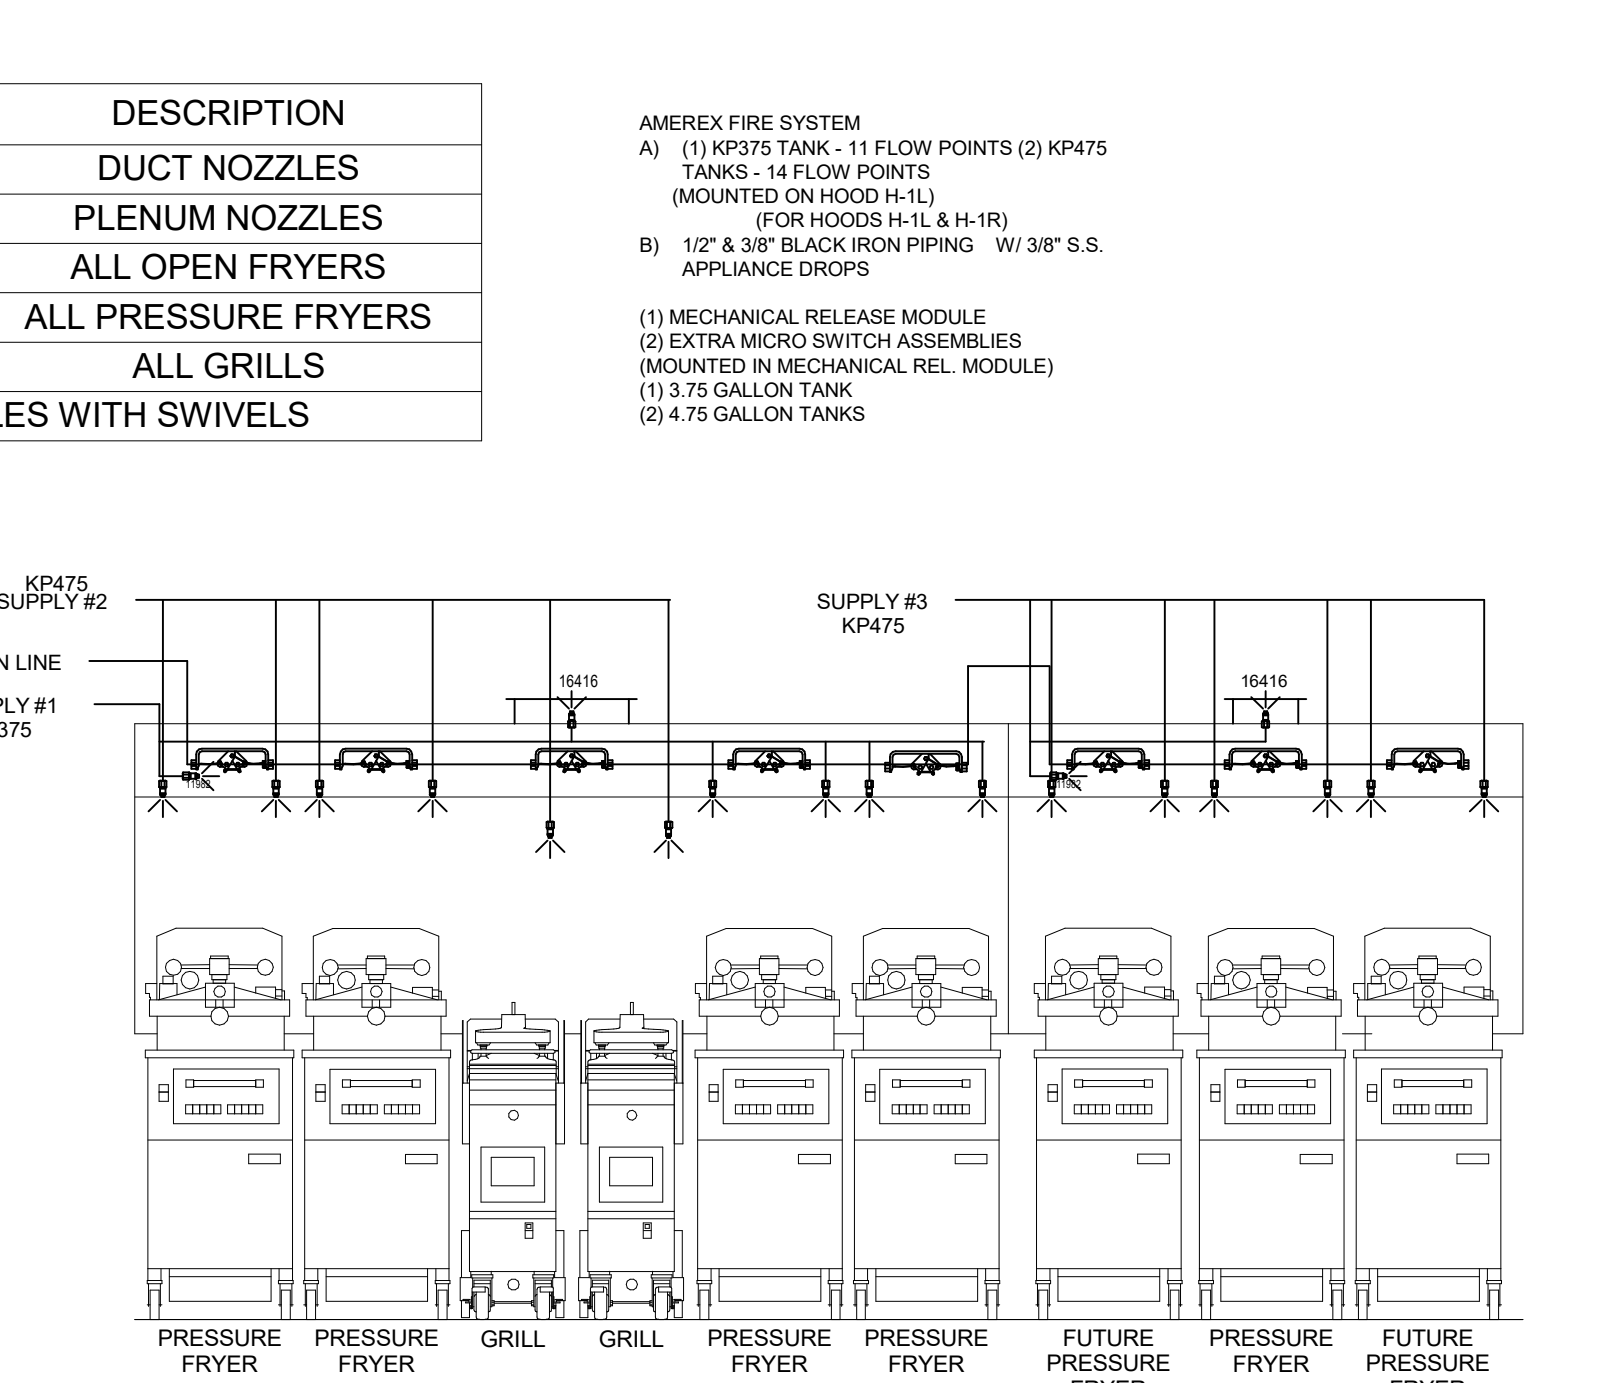 DESCRIPTION
DUCT NOZZLES
PLENUM NOZZLES
ALL OPEN FRYERS
ALL PRESSURE FRYERS
ALL GRILLS
LES WITH SWIVELS
AMEREX FIRE SYSTEM
A) (1) KP375 TANK - 11 FLOW POINTS (2) KP475
TANKS - 14 FLOW POINTS
(MOUNTED ON HOOD H-1L)
(FOR HOODS H-1L & H-1R)
B) 1/2" & 3/8" BLACK IRON PIPING W/ 3/8" S.S.
APPLIANCE DROPS
(1) MECHANICAL RELEASE MODULE
(2) EXTRA MICRO SWITCH ASSEMBLIES
(MOUNTED IN MECHANICAL REL. MODULE)
(1) 3.75 GALLON TANK
(2) 4.75 GALLON TANKS
KP475
SUPPLY #2
N LINE
PLY #1
375
SUPPLY #3
KP475
16416
16416
11982
11982
PRESSURE
FRYER
PRESSURE
FRYER
GRILL
GRILL
PRESSURE
FRYER
PRESSURE
FRYER
FUTURE
PRESSURE
FRYER
PRESSURE
FRYER
FUTURE
PRESSURE
FRYER